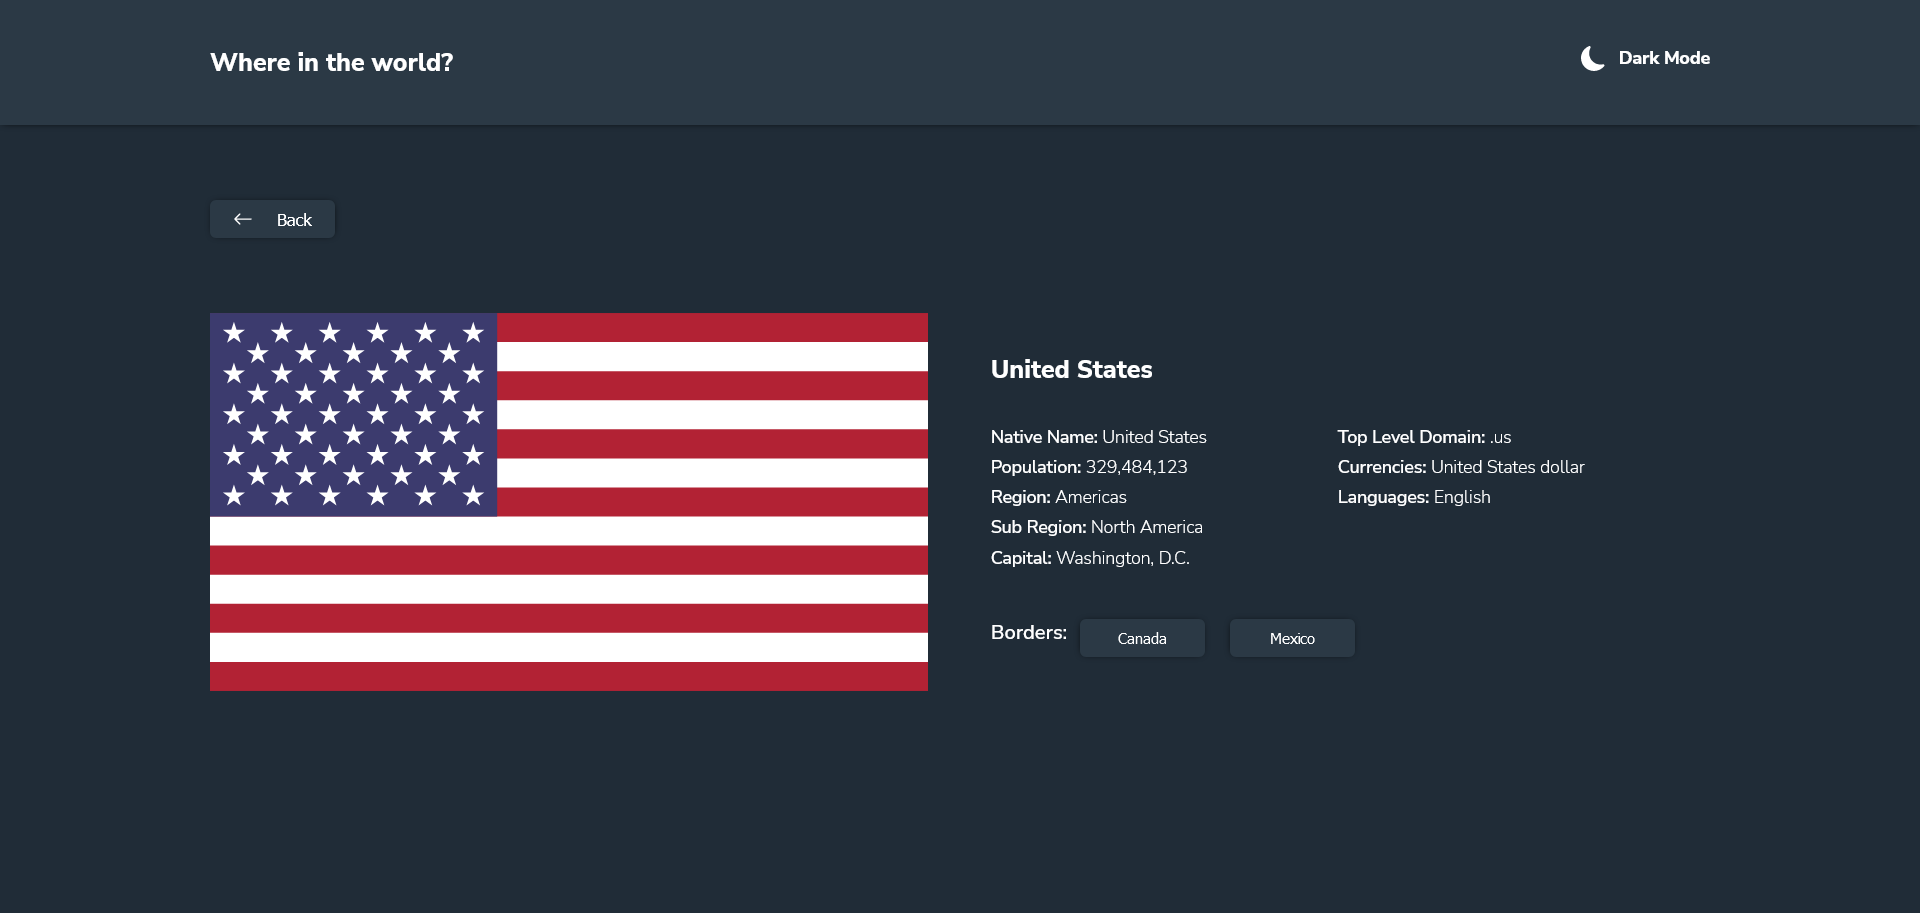 Where in the world?
Dark Mode
Back
United States
Native Name: United States
Population: 329,484,123
Region: Americas
Sub Region: North America
Capital: Washington, D.C.
Top Level Domain: .us
Currencies: United States dollar
Languages: English
Borders:
Canada
Mexico